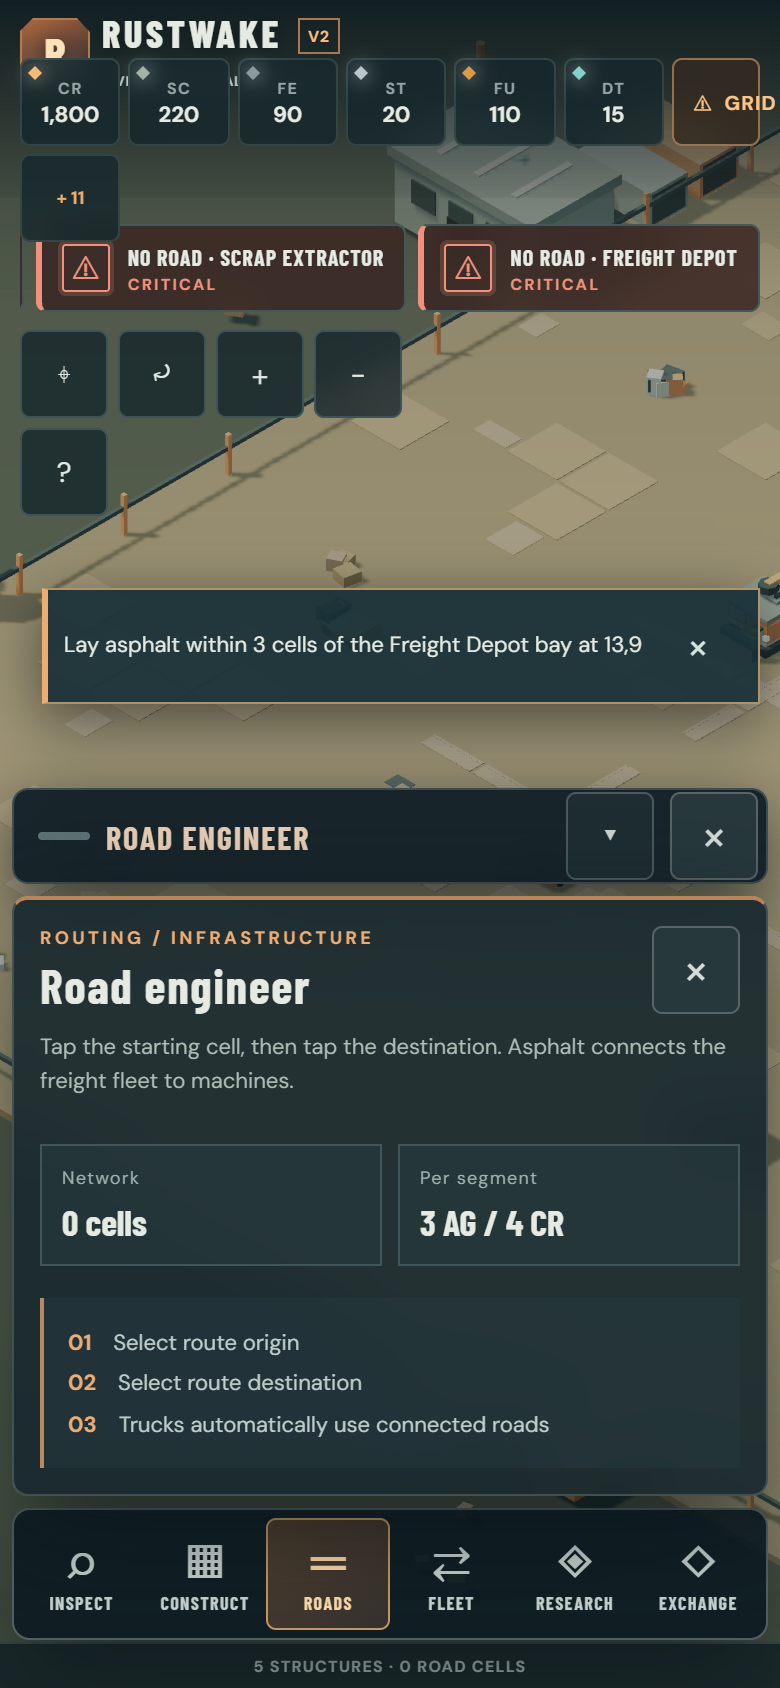 RUSTWAKE V2
R
CR
1,800
SC
220
FE
90
ST
20
FU
110
DT
15
GRID
+ 11
NO ROAD · SCRAP EXTRACTOR
CRITICAL
NO ROAD · FREIGHT DEPOT
CRITICAL
+
-
?
Lay asphalt within 3 cells of the Freight Depot bay at 13,9
ROAD ENGINEER
ROUTING / INFRASTRUCTURE
Road engineer
Tap the starting cell, then tap the destination. Asphalt connects the
freight fleet to machines.
Network
0 cells
Per segment
3 AG / 4 CR
01 Select route origin
02 Select route destination
03 Trucks automatically use connected roads
INSPECT
CONSTRUCT
ROADS
FLEET
RESEARCH
EXCHANGE
5 STRUCTURES · 0 ROAD CELLS